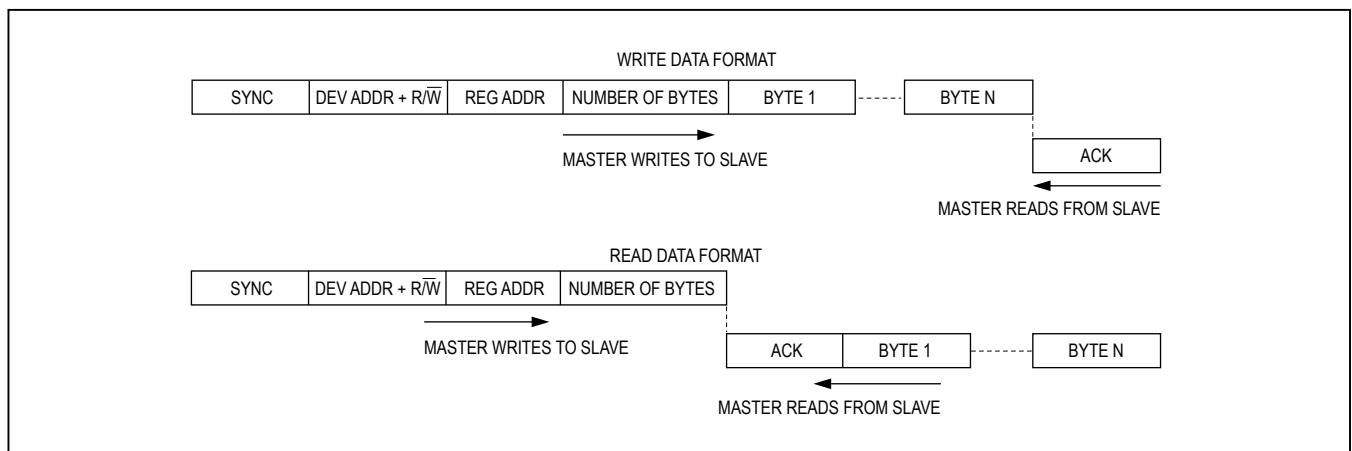 WRITE DATA FORMAT
SYNC DEV ADDR + R/W̅ REG ADDR NUMBER OF BYTES BYTE 1 BYTE N
MASTER WRITES TO SLAVE
ACK
MASTER READS FROM SLAVE
READ DATA FORMAT
SYNC DEV ADDR + R/W̅ REG ADDR NUMBER OF BYTES
MASTER WRITES TO SLAVE
ACK BYTE 1 BYTE N
MASTER READS FROM SLAVE